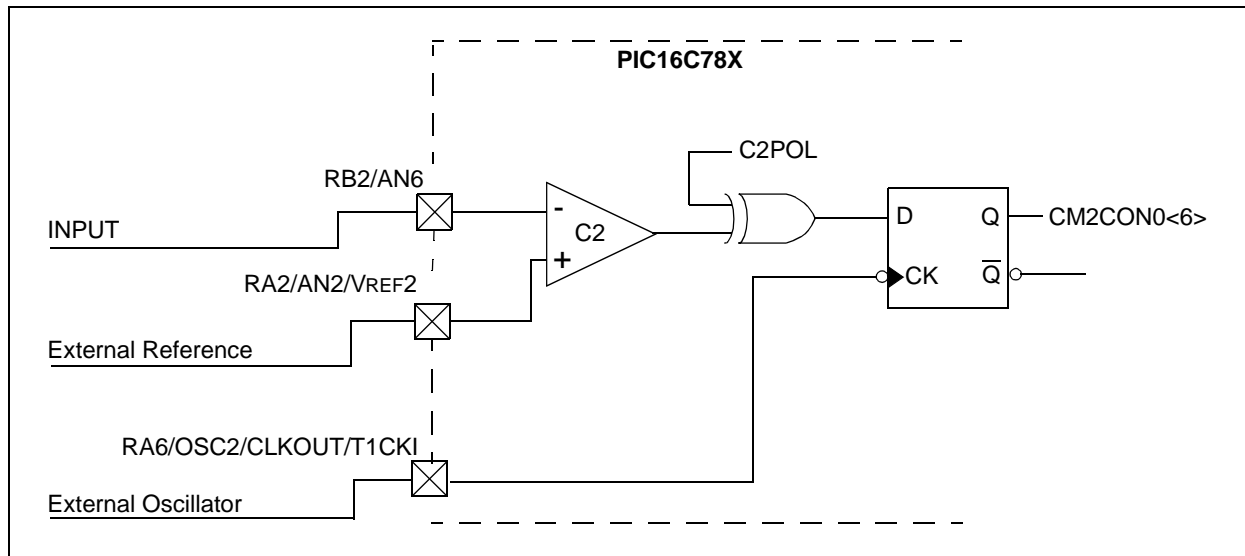 PIC16C78X
C2POL
RB2/AN6
INPUT
-
C2
+
D
Q
CM2CON0<6>
CK
Q̅
RA2/AN2/VREF2
External Reference
RA6/OSC2/CLKOUT/T1CKI
External Oscillator